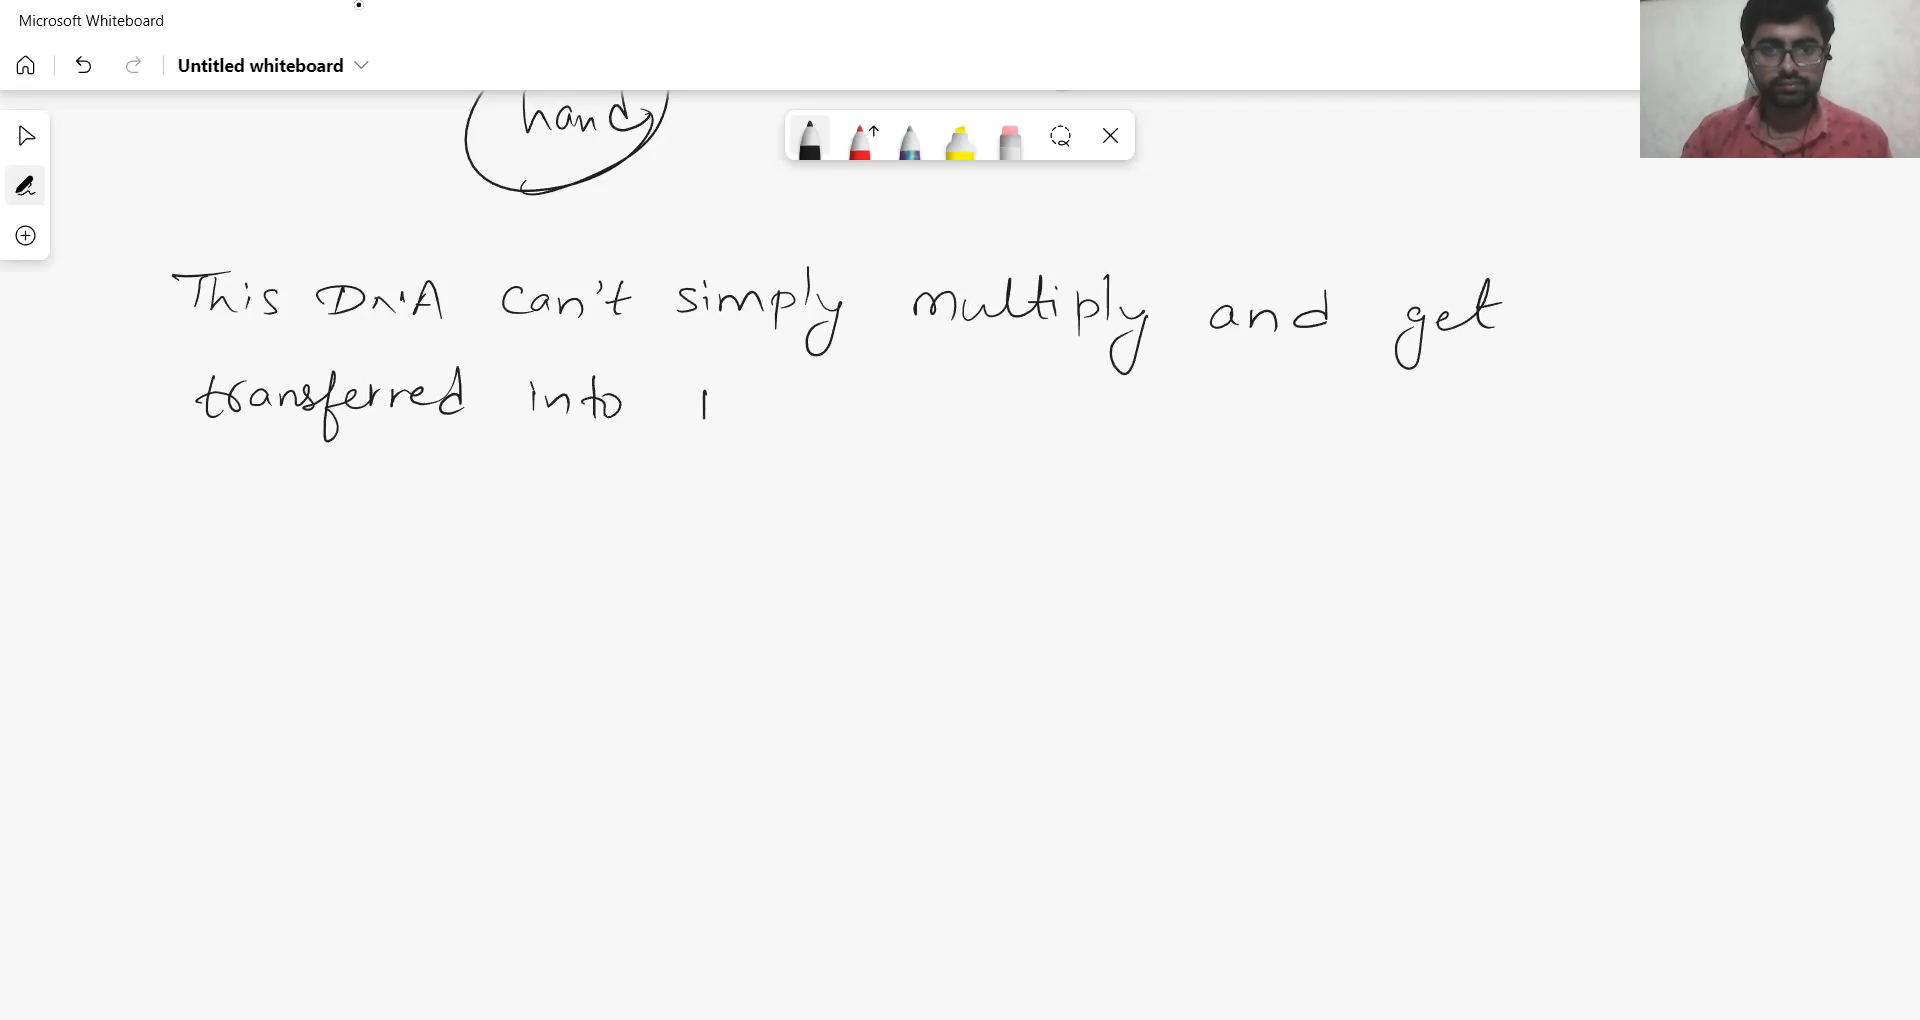 Microsoft Whiteboard
Untitled whiteboard
hand
This DNA can't simply multiply and get
transferred into